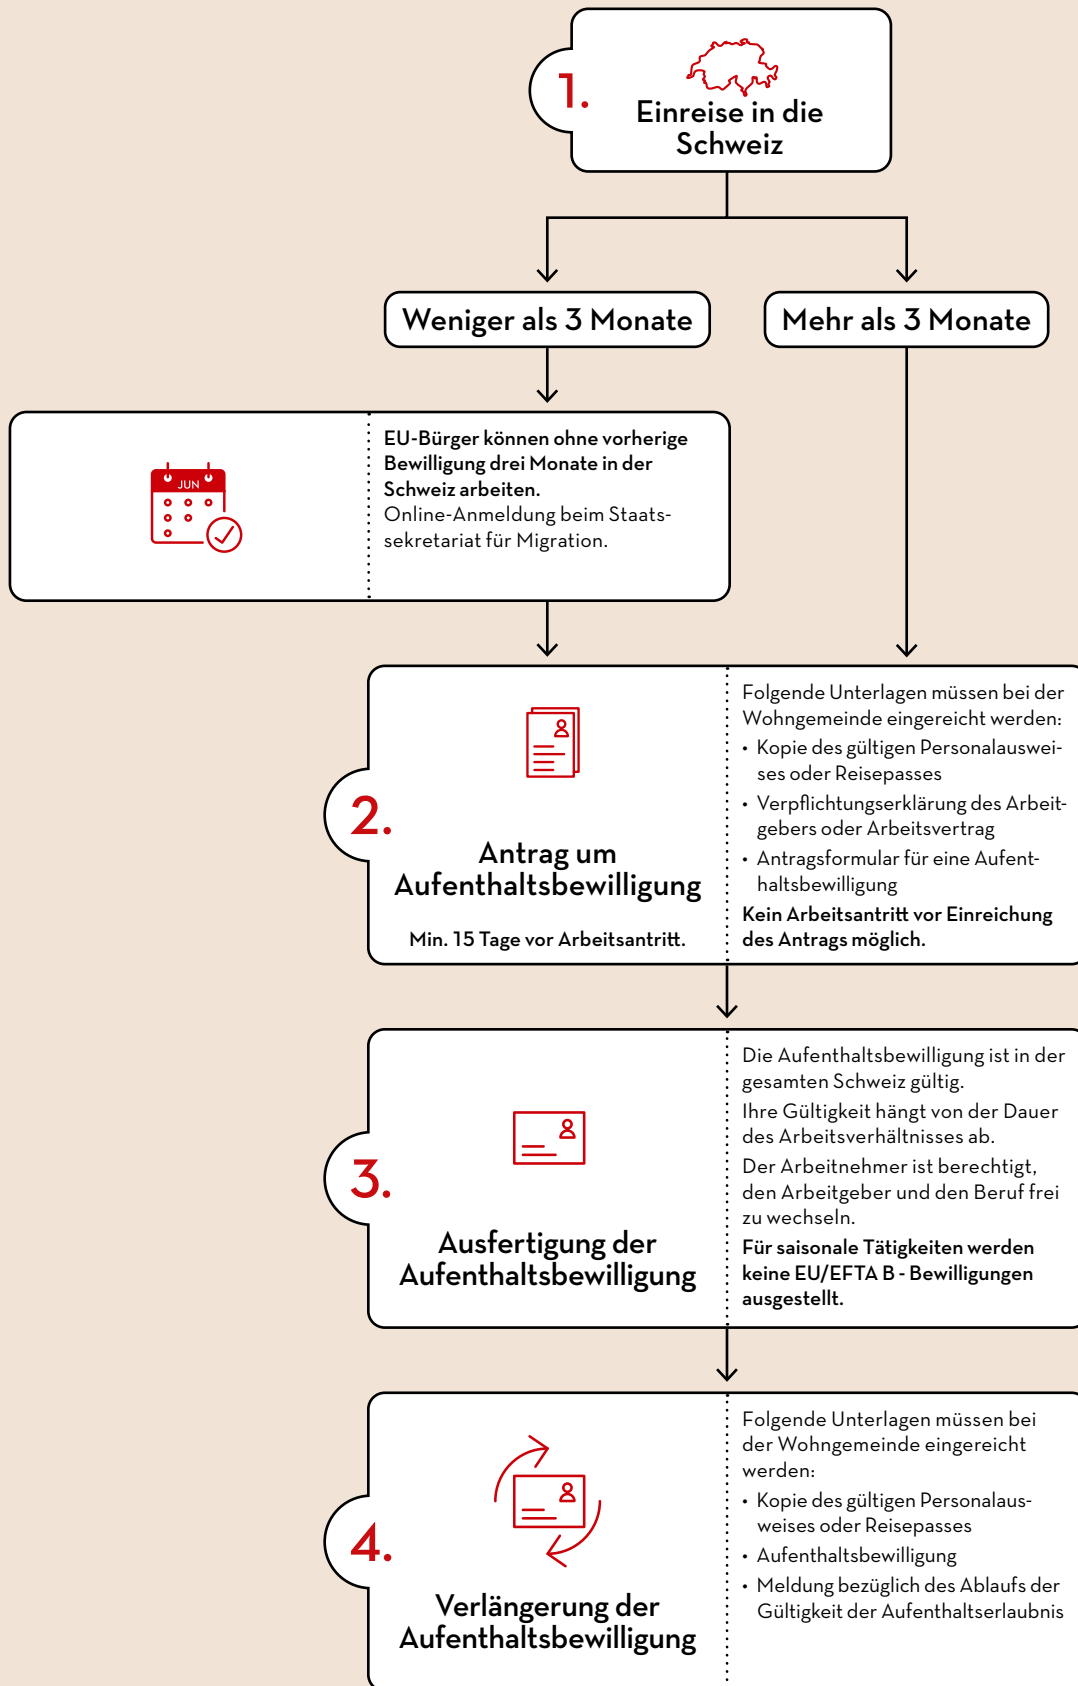 1.
Einreise in die
Schweiz
Weniger als 3 Monate
Mehr als 3 Monate
JUN
EU-Bürger können ohne vorherige
Bewilligung drei Monate in der
Schweiz arbeiten.
Online-Anmeldung beim Staats-
sekretariat für Migration.
2.
Antrag um
Aufenthaltsbewilligung
Min. 15 Tage vor Arbeitsantritt.
Folgende Unterlagen müssen bei der
Wohngemeinde eingereicht werden:
• Kopie des gültigen Personalauswei-
ses oder Reisepasses
• Verpflichtungserklärung des Arbeit-
gebers oder Arbeitsvertrag
• Antragsformular für eine Aufent-
haltsbewilligung
Kein Arbeitsantritt vor Einreichung
des Antrags möglich.
3.
Ausfertigung der
Aufenthaltsbewilligung
Die Aufenthaltsbewilligung ist in der
gesamten Schweiz gültig.
Ihre Gültigkeit hängt von der Dauer
des Arbeitsverhältnisses ab.
Der Arbeitnehmer ist berechtigt,
den Arbeitgeber und den Beruf frei
zu wechseln.
Für saisonale Tätigkeiten werden
keine EU/EFTA B - Bewilligungen
ausgestellt.
4.
Verlängerung der
Aufenthaltsbewilligung
Folgende Unterlagen müssen bei
der Wohngemeinde eingereicht
werden:
• Kopie des gültigen Personalaus-
weises oder Reisepasses
• Aufenthaltsbewilligung
• Meldung bezüglich des Ablaufs der
Gültigkeit der Aufenthaltserlaubnis